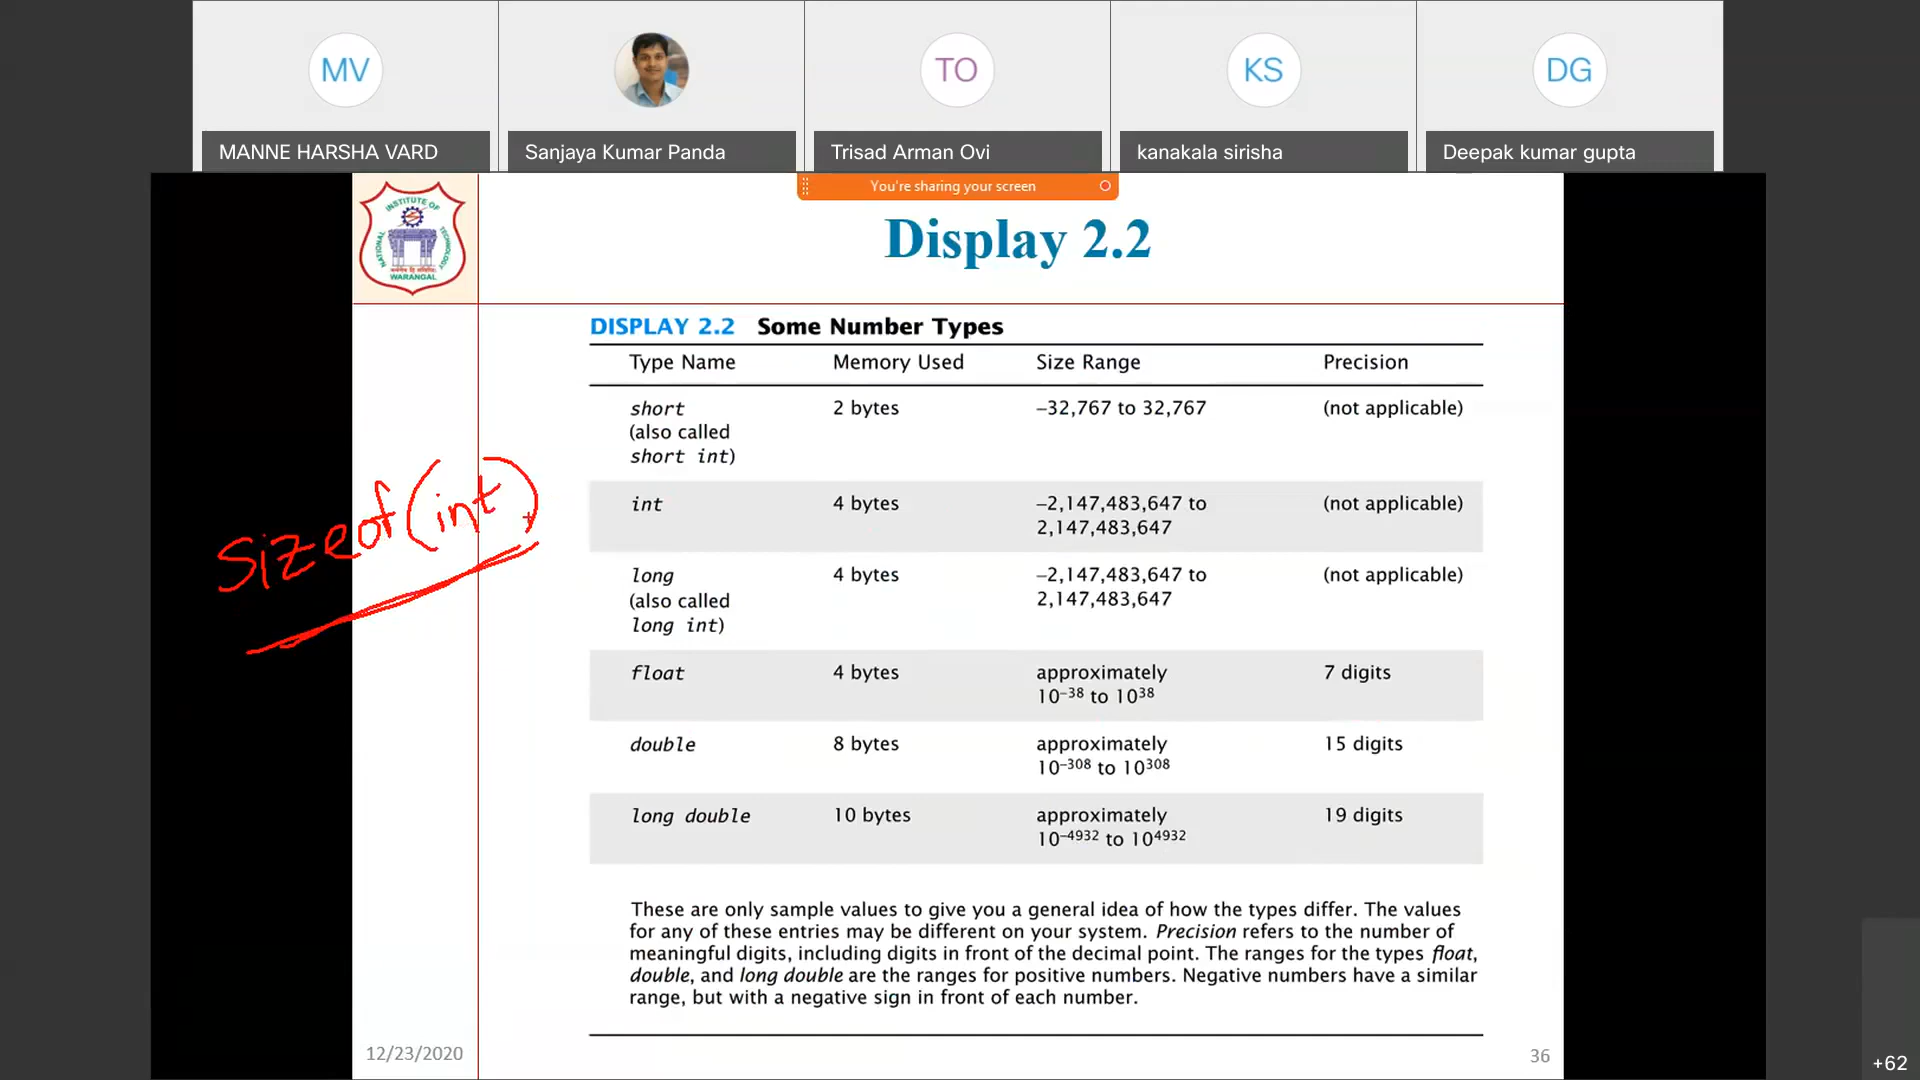 MV
TO
KS
DG
MANNE HARSHA VARD
Sanjaya Kumar Panda
Trisad Arman Ovi
kanakala sirisha
Deepak kumar gupta
You're sharing your screen
INSTITUTE OF
NATIONAL
TECHNOLOGY
WARANGAL
Display 2.2
DISPLAY 2.2 Some Number Types
Type Name Memory Used Size Range Precision
short 2 bytes −32,767 to 32,767 (not applicable)
(also called
short int)
int 4 bytes −2,147,483,647 to (not applicable)
2,147,483,647
long 4 bytes −2,147,483,647 to (not applicable)
(also called 2,147,483,647
long int)
float 4 bytes approximately 7 digits
10⁻³⁸ to 10³⁸
double 8 bytes approximately 15 digits
10⁻³⁰⁸ to 10³⁰⁸
long double 10 bytes approximately 19 digits
10⁻⁴⁹³² to 10⁴⁹³²
Sizeof(int)
These are only sample values to give you a general idea of how the types differ. The values
for any of these entries may be different on your system. Precision refers to the number of
meaningful digits, including digits in front of the decimal point. The ranges for the types float,
double, and long double are the ranges for positive numbers. Negative numbers have a similar
range, but with a negative sign in front of each number.
12/23/2020
36
+62